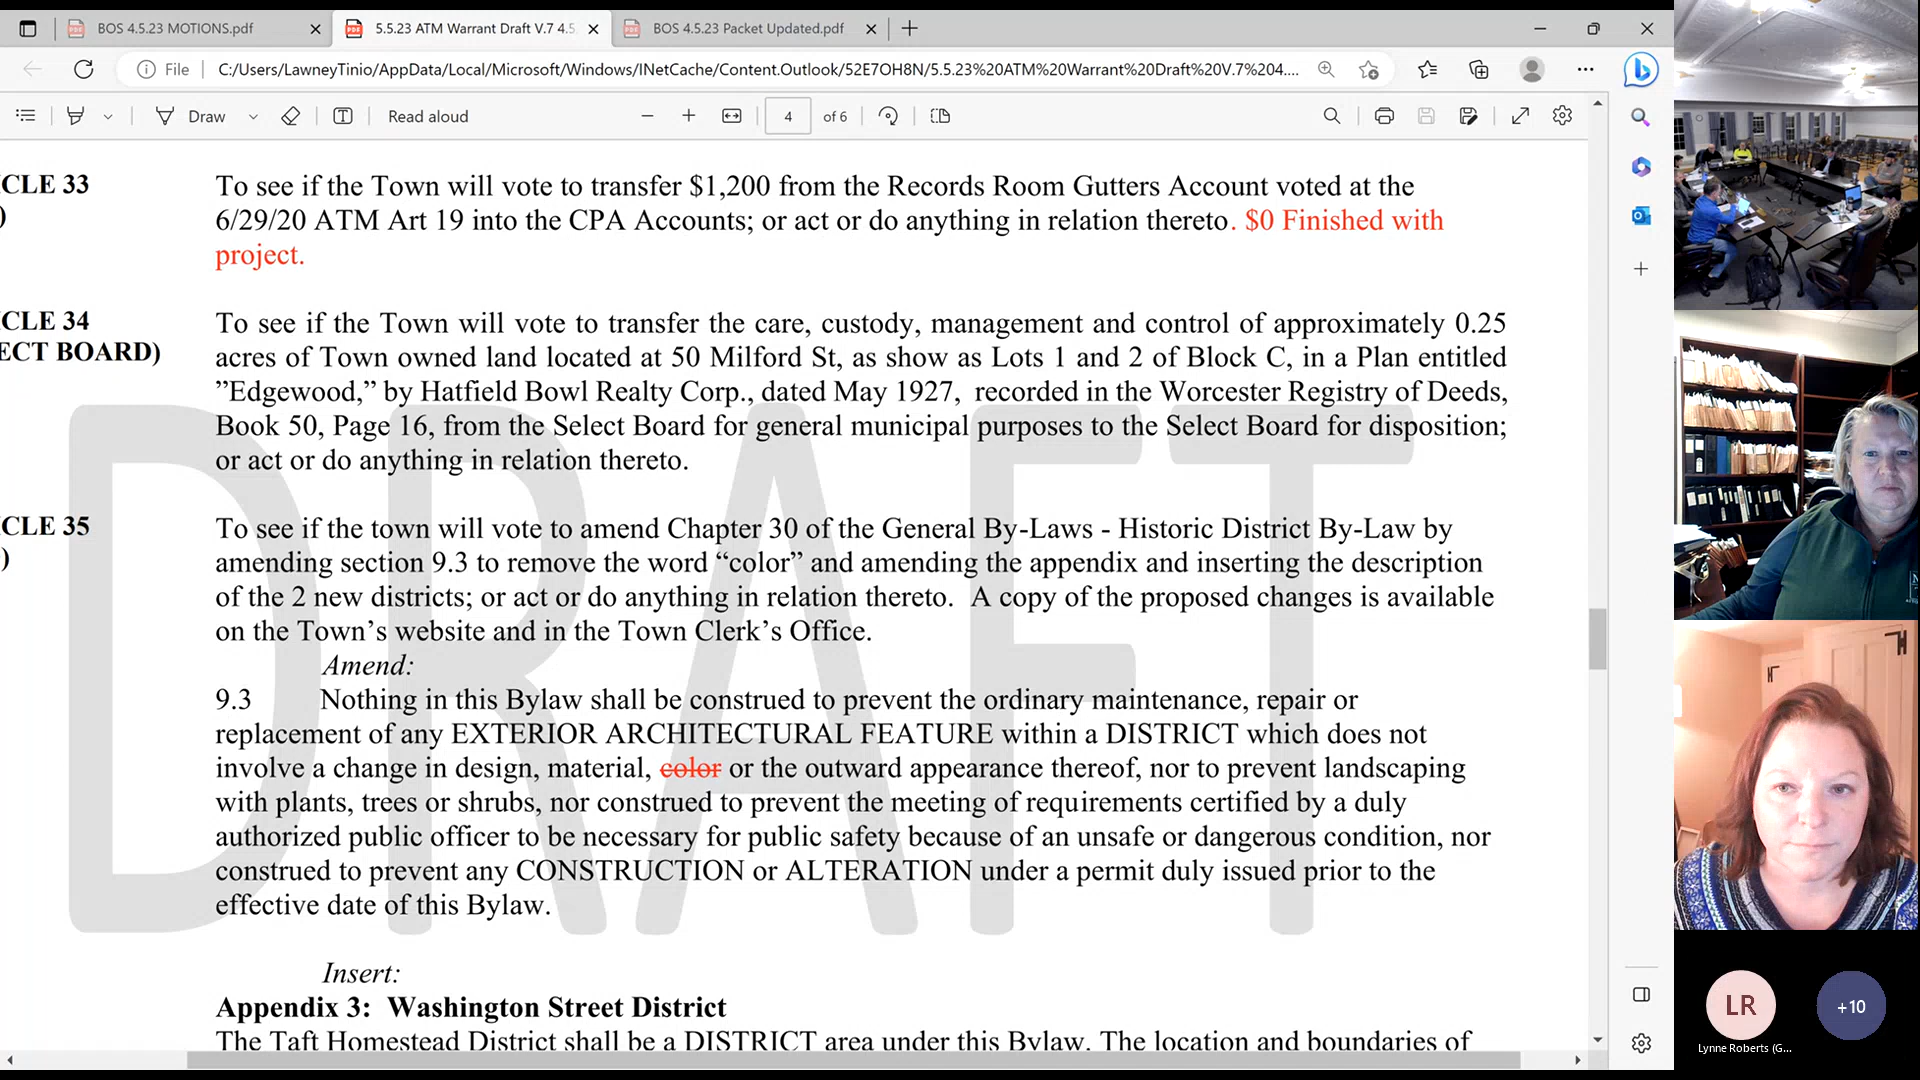 BOS 4.5.23 MOTIONS.pdf
5.5.23 ATM Warrant Draft V.7 4.5
BOS 4.5.23 Packet Updated.pdf
File
C:/Users/LawneyTinio/AppData/Local/Microsoft/Windows/INetCache/Content.Outlook/52E7OH8N/5.5.23%20ATM%20Warrant%20Draft%20V.7%204....
Draw
Read aloud
4 of 6
CLE 33
)
To see if the Town will vote to transfer $1,200 from the Records Room Gutters Account voted at the
6/29/20 ATM Art 19 into the CPA Accounts; or act or do anything in relation thereto. $0 Finished with
project.
CLE 34
ECT BOARD)
To see if the Town will vote to transfer the care, custody, management and control of approximately 0.25
acres of Town owned land located at 50 Milford St, as show as Lots 1 and 2 of Block C, in a Plan entitled
”Edgewood,” by Hatfield Bowl Realty Corp., dated May 1927, recorded in the Worcester Registry of Deeds,
Book 50, Page 16, from the Select Board for general municipal purposes to the Select Board for disposition;
or act or do anything in relation thereto.
CLE 35
)
To see if the town will vote to amend Chapter 30 of the General By-Laws - Historic District By-Law by
amending section 9.3 to remove the word “color” and amending the appendix and inserting the description
of the 2 new districts; or act or do anything in relation thereto. A copy of the proposed changes is available
on the Town’s website and in the Town Clerk’s Office.
Amend:
9.3 Nothing in this Bylaw shall be construed to prevent the ordinary maintenance, repair or
replacement of any EXTERIOR ARCHITECTURAL FEATURE within a DISTRICT which does not
involve a change in design, material, color or the outward appearance thereof, nor to prevent landscaping
with plants, trees or shrubs, nor construed to prevent the meeting of requirements certified by a duly
authorized public officer to be necessary for public safety because of an unsafe or dangerous condition, nor
construed to prevent any CONSTRUCTION or ALTERATION under a permit duly issued prior to the
effective date of this Bylaw.
Insert:
Appendix 3: Washington Street District
The Taft Homestead District shall be a DISTRICT area under this Bylaw. The location and boundaries of
DRAFT
LR
+10
Lynne Roberts (G...